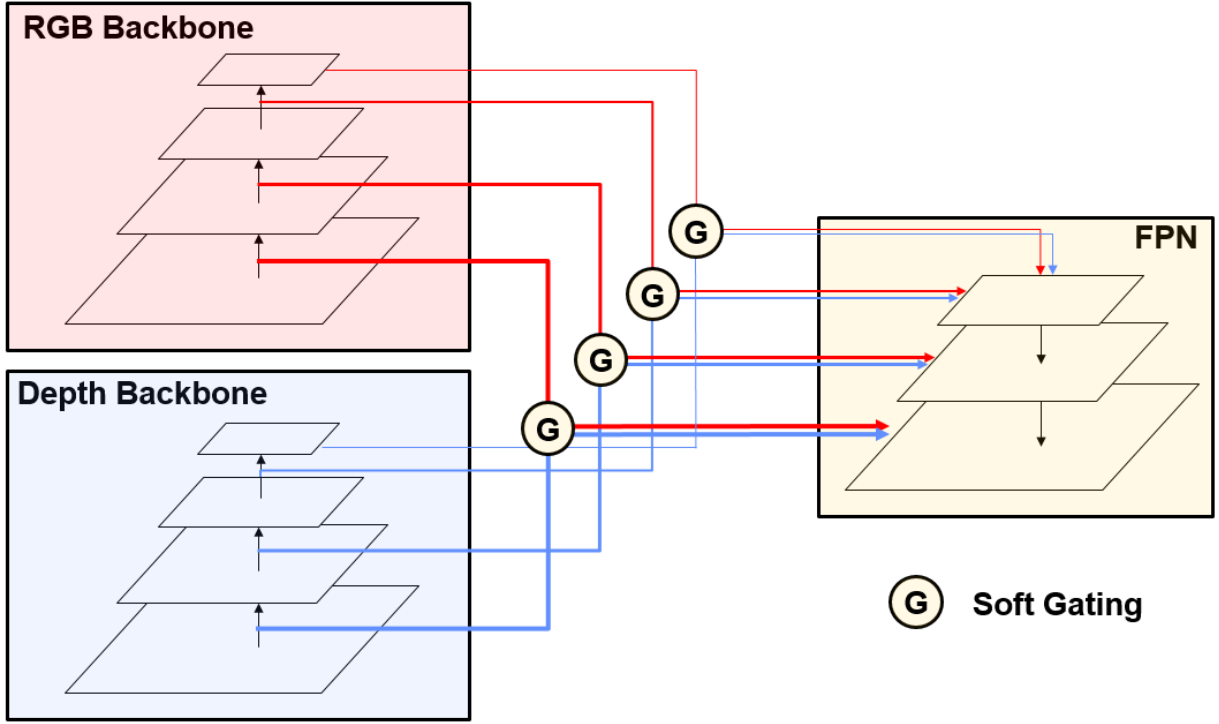 RGB Backbone
G
FPN
G
G
Depth Backbone
G
G Soft Gating